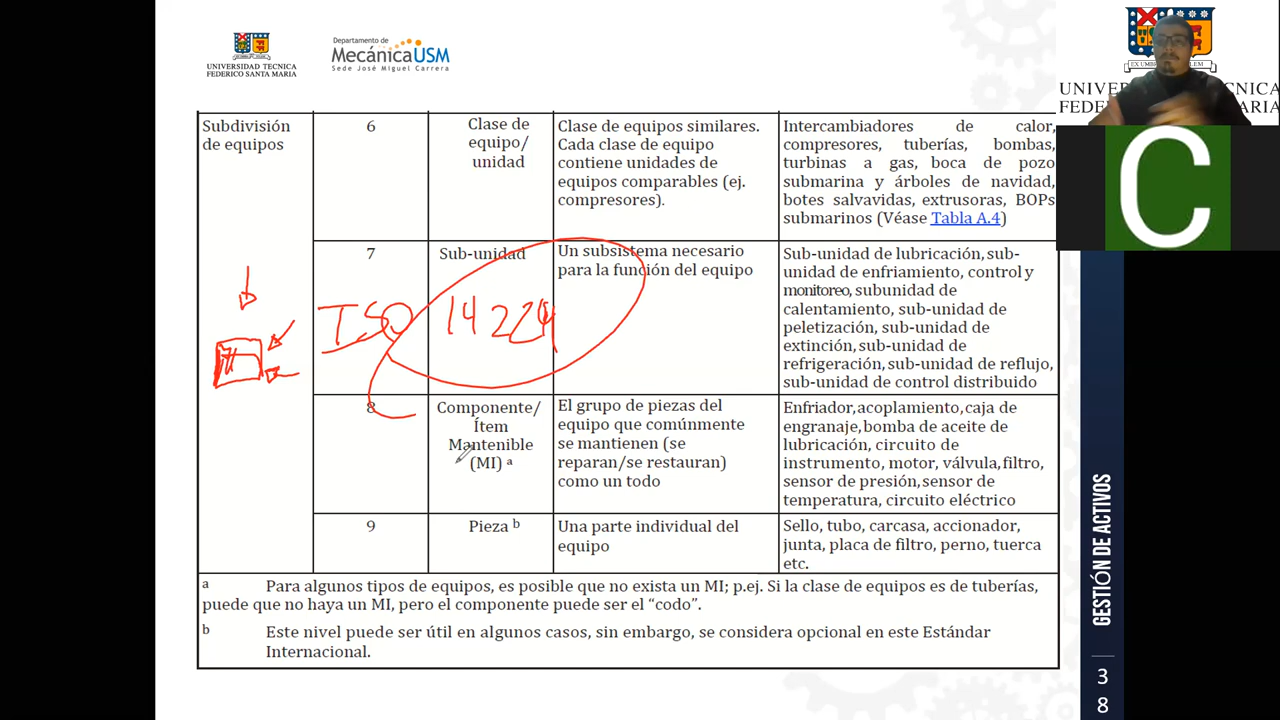 UNIVERSIDAD TECNICA
FEDERICO SANTA MARIA
Departamento de
MecánicaUSM
Sede José Miguel Carrera
UNIVERSIDAD TECNICA
FEDERICO SANTA MARIA
C
Subdivisión
de equipos
6
Clase de
equipo/
unidad
Clase de equipos similares.
Cada clase de equipo
contiene unidades de
equipos comparables (ej.
compresores).
Intercambiadores de calor,
compresores, tuberías, bombas,
turbinas a gas, boca de pozo
submarina y árboles de navidad,
botes salvavidas, extrusoras, BOPs
submarinos (Véase Tabla A.4)
7
Sub-unidad
Un subsistema necesario
para la función del equipo
Sub-unidad de lubricación, sub-
unidad de enfriamiento, control y
monitoreo, subunidad de
calentamiento, sub-unidad de
peletización, sub-unidad de
extinción, sub-unidad de
refrigeración, sub-unidad de reflujo,
sub-unidad de control distribuido
ISO 14224
8
Componente/
Ítem
Mantenible
(MI) a
El grupo de piezas del
equipo que comúnmente
se mantienen (se
reparan/se restauran)
como un todo
Enfriador, acoplamiento, caja de
engranaje, bomba de aceite de
lubricación, circuito de
instrumento, motor, válvula, filtro,
sensor de presión, sensor de
temperatura, circuito eléctrico
9
Pieza b
Una parte individual del
equipo
Sello, tubo, carcasa, accionador,
junta, placa de filtro, perno, tuerca
etc.
a Para algunos tipos de equipos, es posible que no exista un MI; p.ej. Si la clase de equipos es de tuberías,
puede que no haya un MI, pero el componente puede ser el “codo”.
b Este nivel puede ser útil en algunos casos, sin embargo, se considera opcional en este Estándar
Internacional.
GESTIÓN DE ACTIVOS
3
8